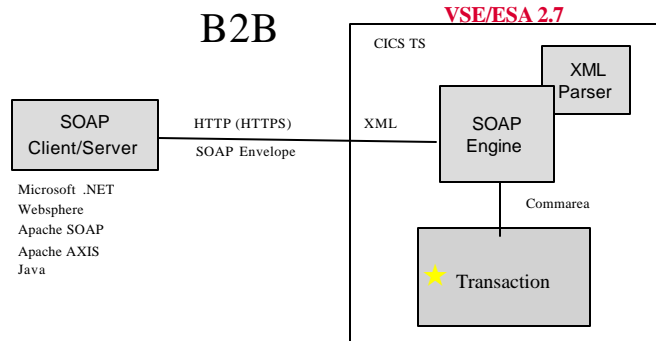 B2B
VSE/ESA 2.7
CICS TS
XML
Parser
SOAP
Client/Server
HTTP (HTTPS)
SOAP Envelope
XML
SOAP
Engine
Microsoft .NET
Websphere
Apache SOAP
Apache AXIS
Java
Commarea
Transaction